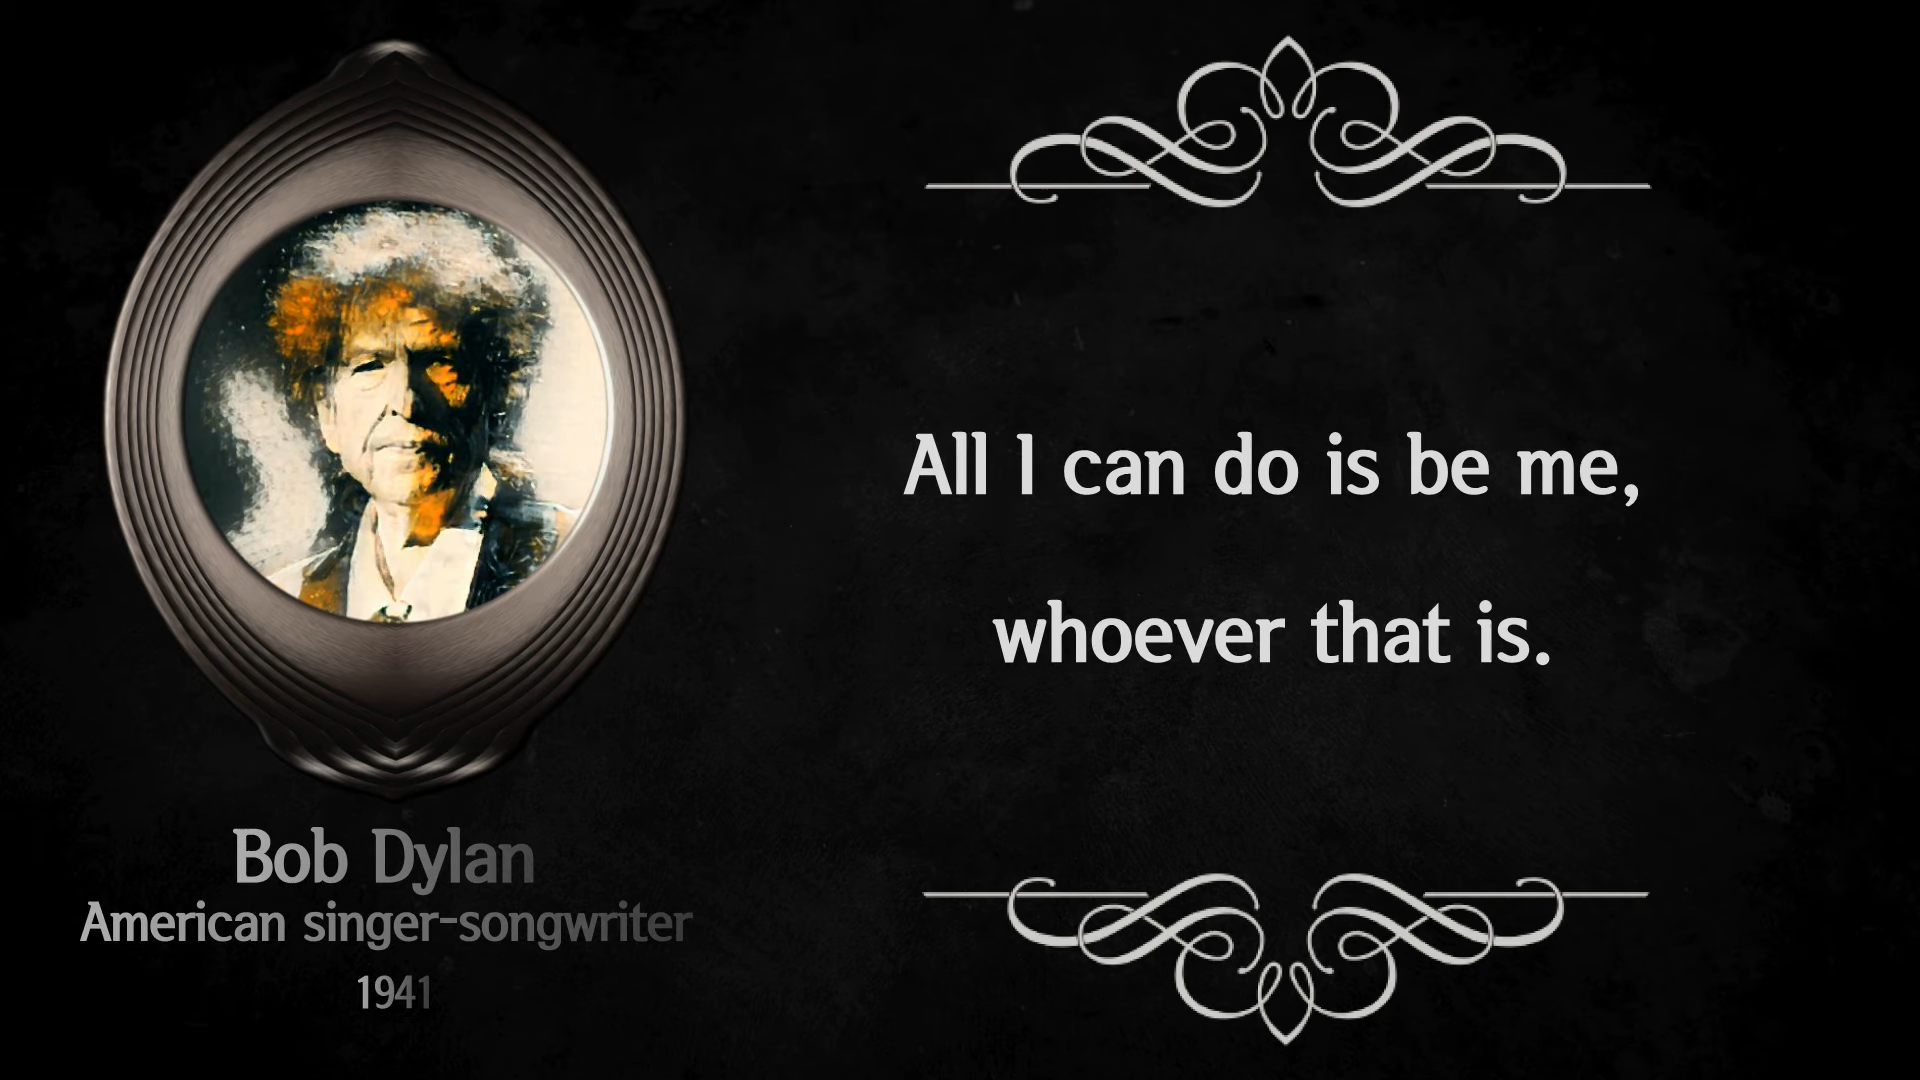 All I can do is be me,
whoever that is.
Bob Dylan
American singer-songwriter
1941